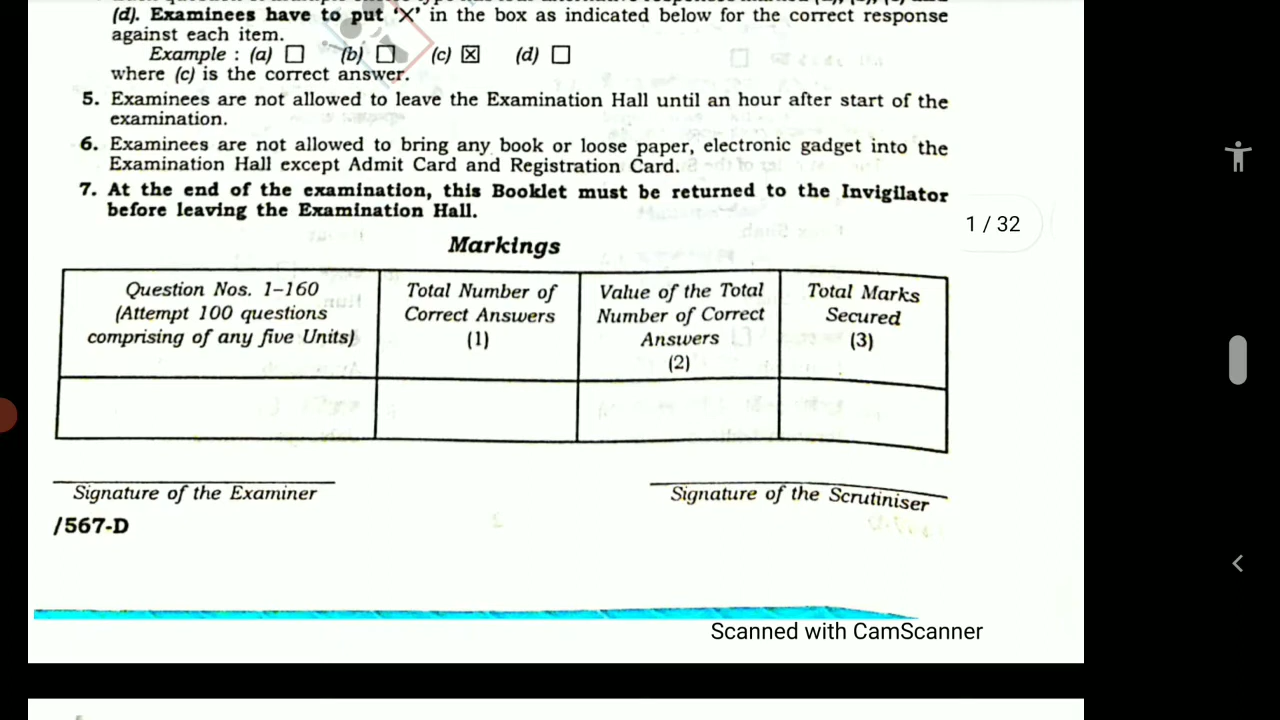 (d). Examinees have to put ‘X’ in the box as indicated below for the correct response
against each item.
Example : (a) ☐ (b) ☐ (c) ☒ (d) ☐
where (c) is the correct answer.
5. Examinees are not allowed to leave the Examination Hall until an hour after start of the
examination.
6. Examinees are not allowed to bring any book or loose paper, electronic gadget into the
Examination Hall except Admit Card and Registration Card.
7. At the end of the examination, this Booklet must be returned to the Invigilator
before leaving the Examination Hall.
1 / 32
Markings
Question Nos. 1–160
(Attempt 100 questions
comprising of any five Units)
Total Number of
Correct Answers
(1)
Value of the Total
Number of Correct
Answers
(2)
Total Marks
Secured
(3)
Signature of the Examiner
Signature of the Scrutiniser
/567-D
Scanned with CamScanner